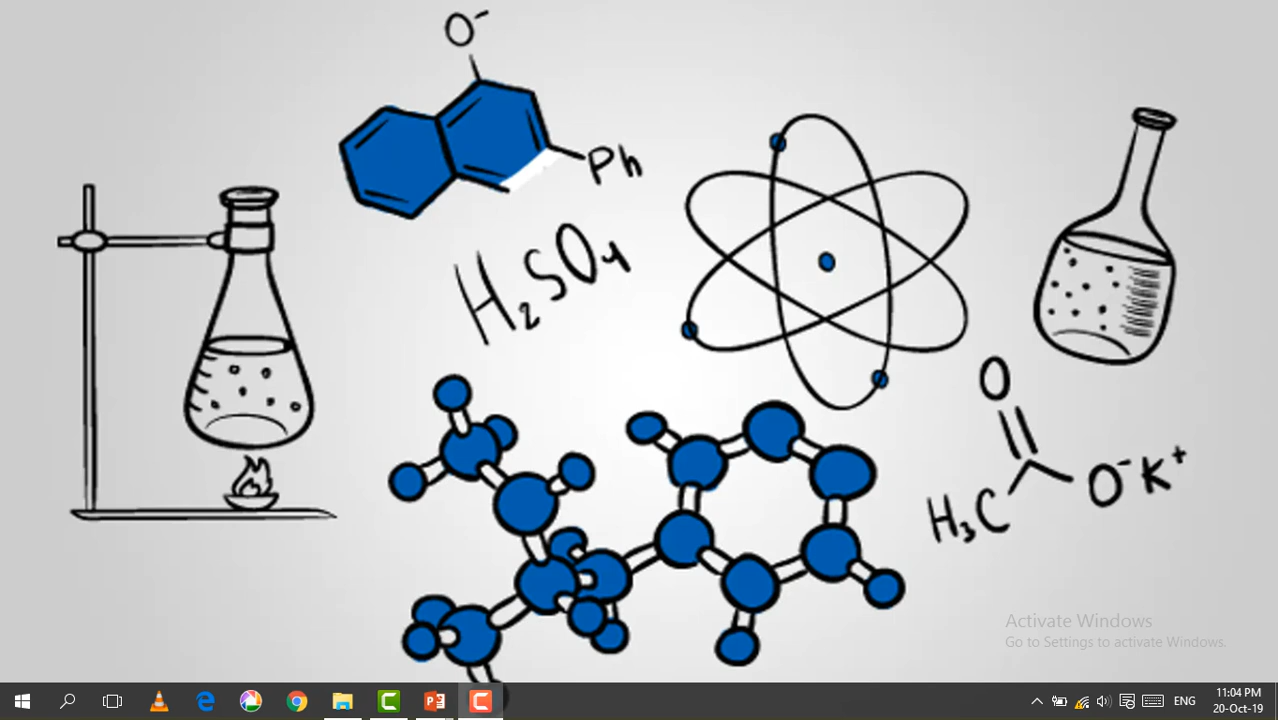 O⁻
Ph
H₂SO₄
O
H₃C
O⁻K⁺
Activate Windows
Go to Settings to activate Windows.
ENG
11:04 PM
20-Oct-19